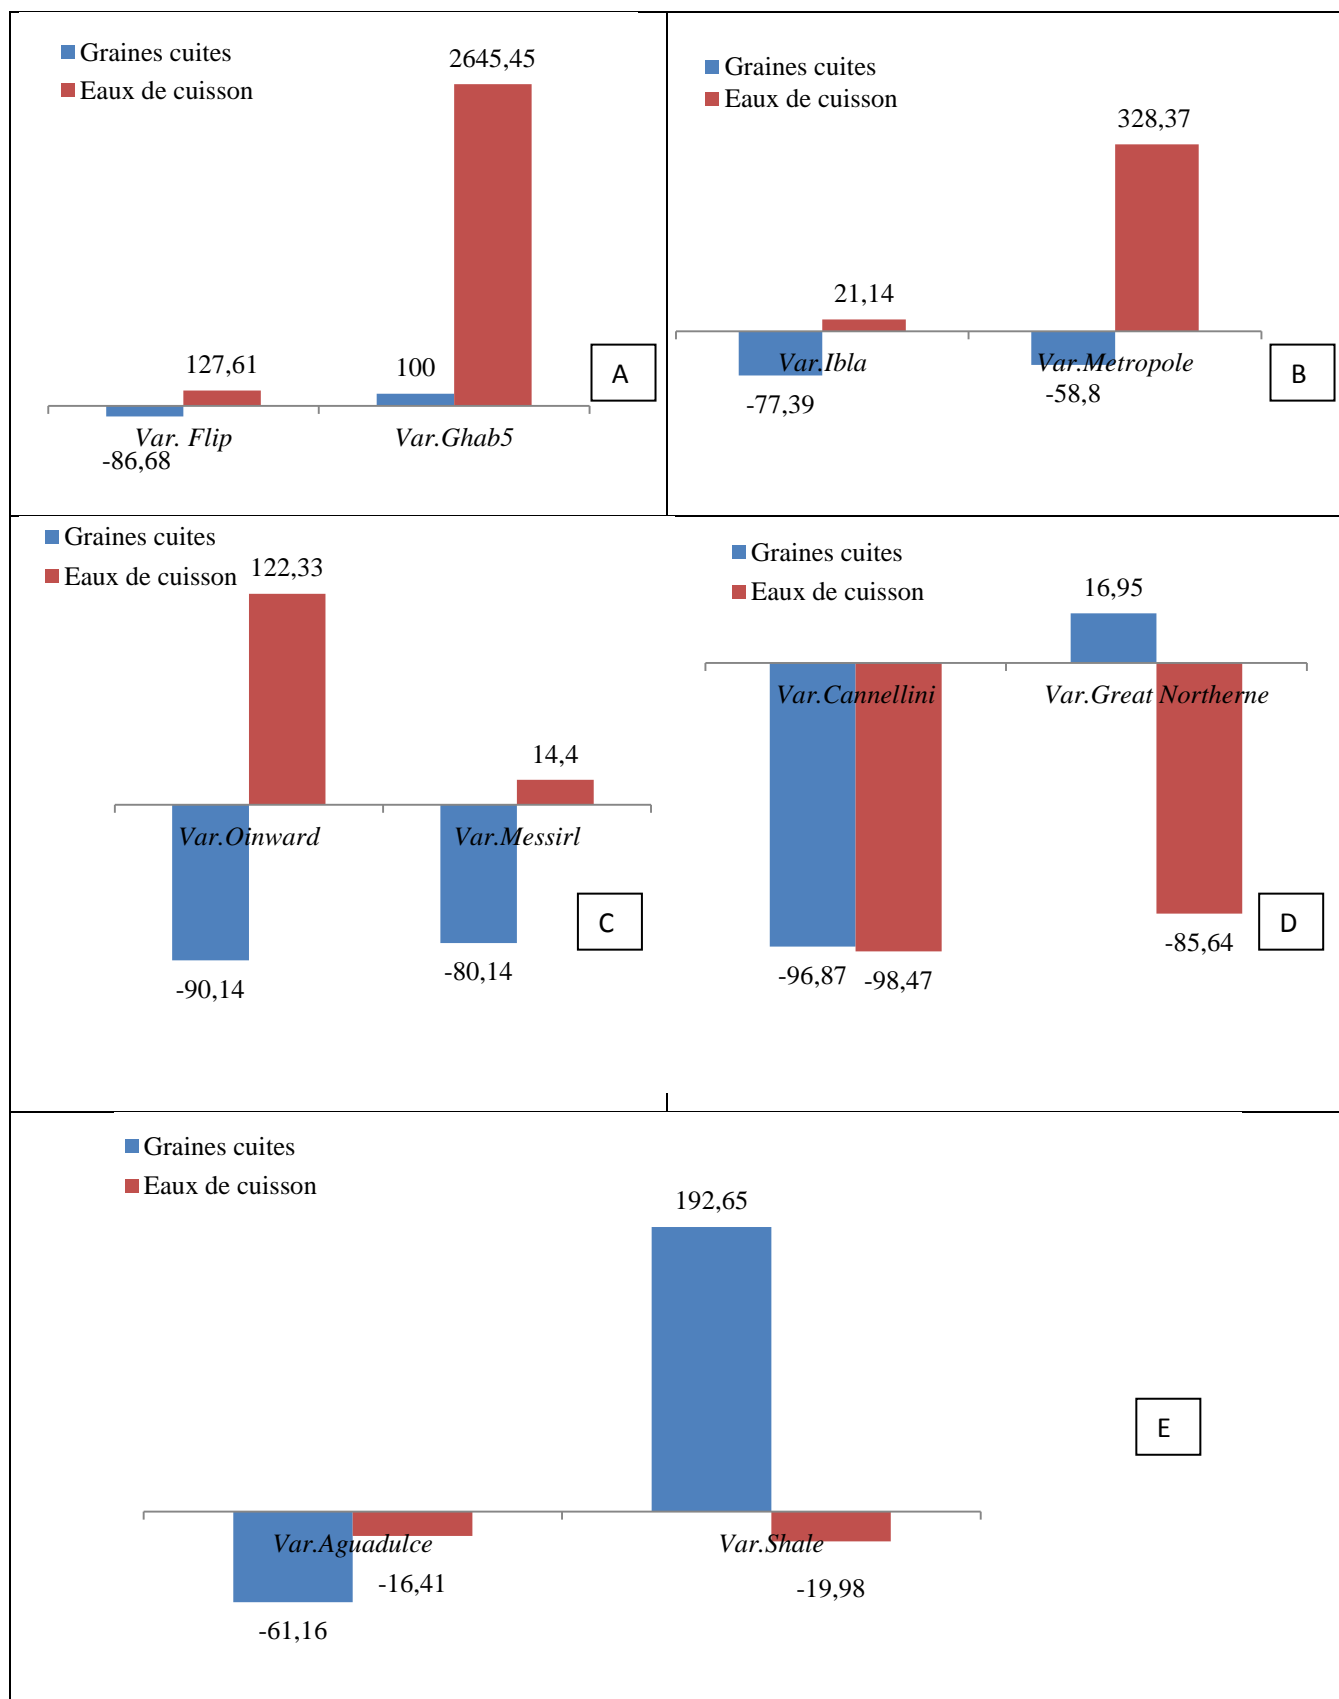 Graines cuites
Eaux de cuisson
2645,45
127,61
100
Var. Flip
Var.Ghab5
-86,68
A
Graines cuites
Eaux de cuisson
328,37
21,14
Var.Ibla
Var.Metropole
-77,39
-58,8
B
Graines cuites
Eaux de cuisson
122,33
14,4
Var.Oinward
Var.Messirl
-80,14
-90,14
C
Graines cuites
Eaux de cuisson
16,95
Var.Cannellini
Var.Great Northerne
-85,64
-96,87
-98,47
D
Graines cuites
Eaux de cuisson
192,65
Var.Aguadulce
Var.Shale
-16,41
-19,98
-61,16
E